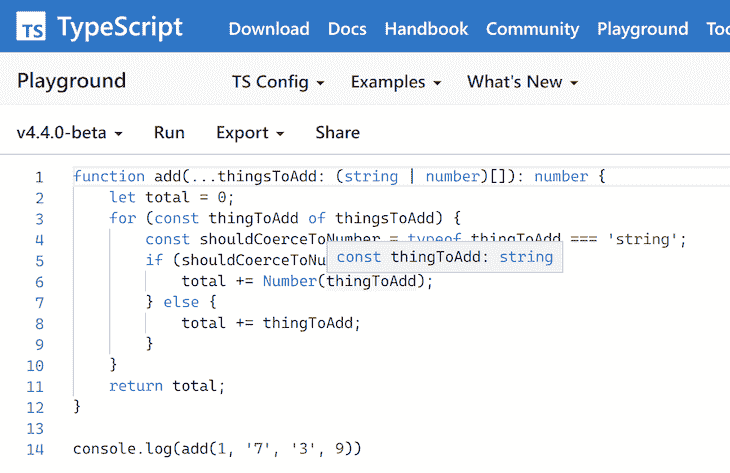 TS TypeScript Download Docs Handbook Community Playground Too
Playground TS Config Examples What's New
v4.4.0-beta Run Export Share
1 function add(...thingsToAdd: (string | number)[]): number {
2 let total = 0;
3 for (const thingToAdd of thingsToAdd) {
4 const shouldCoerceToNumber = typeof thingToAdd === 'string';
5 if (shouldCoerceToNu
const thingToAdd: string
6 total += Number(thingToAdd);
7 } else {
8 total += thingToAdd;
9 }
10 }
11 return total;
12 }
13
14 console.log(add(1, '7', '3', 9))